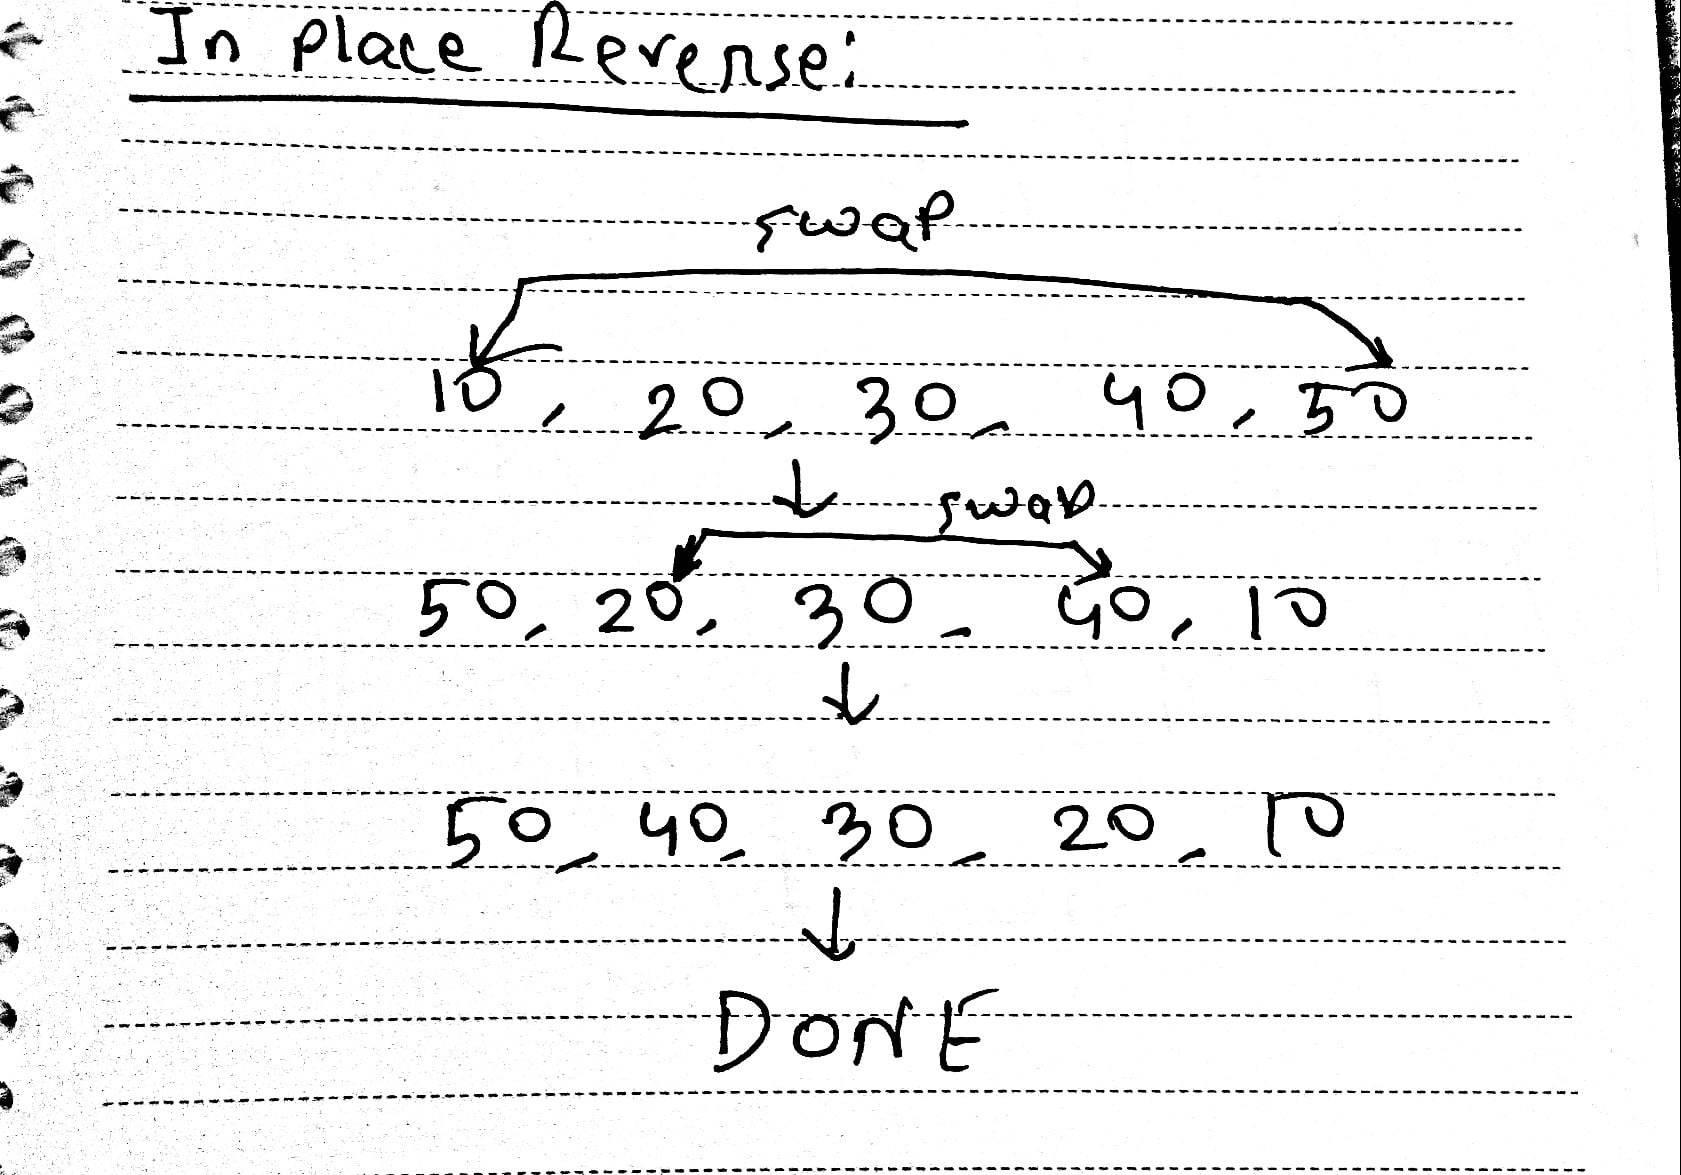 In place Reverse:
swap
10, 20, 30, 40, 50
↓ swap
50, 20, 30, 40, 10
↓
50, 40, 30, 20, 10
↓
DONE